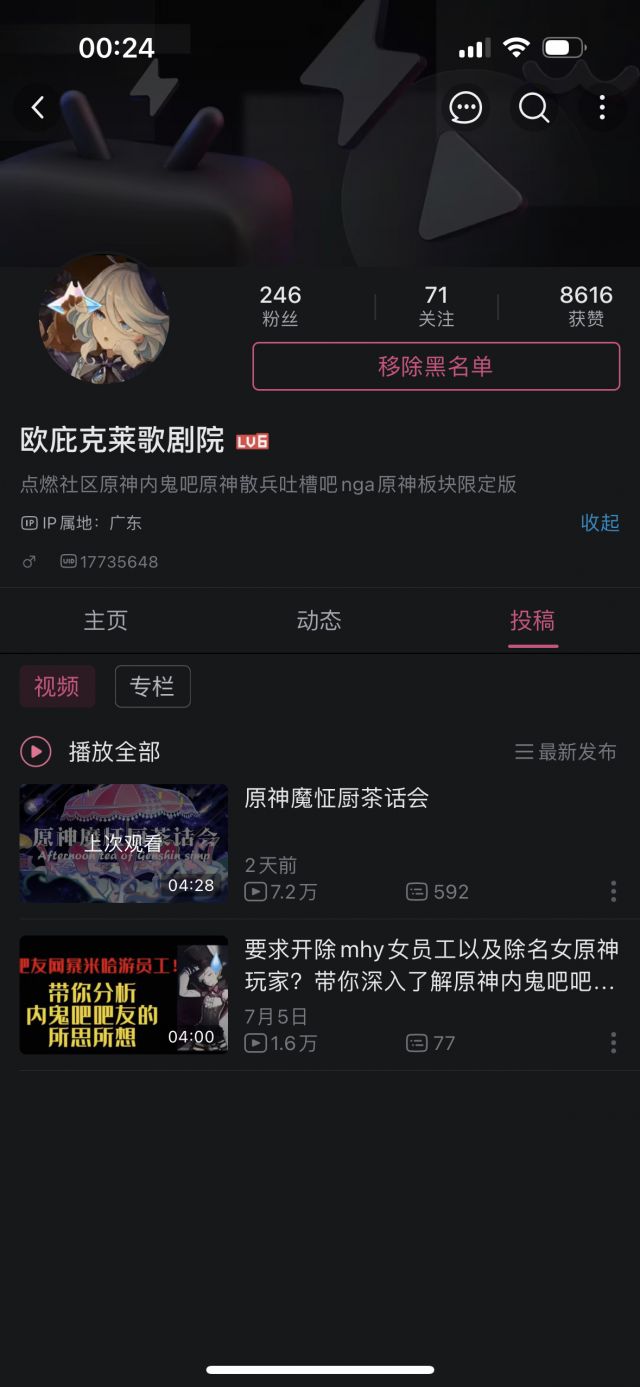 00:24
246
粉丝
71
关注
8616
获赞
移除黑名单
欧庇克莱歌剧院 LV6
点燃社区原神内鬼吧原神散兵吐槽吧nga原神板块限定版
IP IP属地：广东
收起
♂ UID 17735648
主页
动态
投稿
视频
专栏
播放全部
最新发布
原神魔怔厨茶话会
Afternoon tea of Genshin simp
上次观看
04:28
原神魔怔厨茶话会
2天前
7.2万
592
吧友网暴米哈游员工！
带你分析
内鬼吧吧友的
所思所想
04:00
要求开除mhy女员工以及除名女原神
玩家？带你深入了解原神内鬼吧吧...
7月5日
1.6万
77